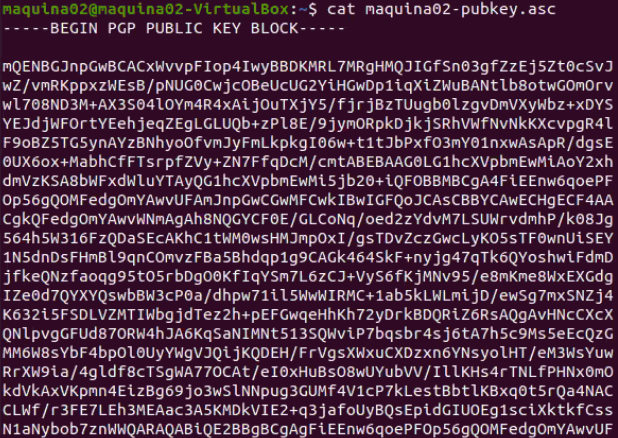 maquina02@maquina02-VirtualBox:~$ cat maquina02-pubkey.asc
-----BEGIN PGP PUBLIC KEY BLOCK-----
mQENBGJnpGwBCACxWvvpFIop4IwyBBDKMRL7MRgHMQJIGfSn03gfZzEj5Zt0cSvJ
wZ/vmRKppxzWEsB/pNUG0CwjcOBeUcUG2YiHGwDp1iqXiZWuBANtlb8otwGOmOrv
wl708ND3M+AX3S04lOYm4R4xAijOuTXjY5/fjrjBzTUugb0lzgvDmVXyWbz+xDYS
YEJdjWFOrtYEehjeqZEgLGLUQb+zPl8E/9jymORpkDjkjSRhVWfNvNkKXcvpgR4l
F9oBZ5TG5ynAYzBNhyoOfvmJyFmLkpkgI06w+t1tJbPxfO3mY01nxwAsApR/dgsE
0UX6ox+MabhCfFTsrpfZVy+ZN7FfqDcM/cmtABEBAAG0LG1hcXVpbmEwMiAoY2xh
dmVzKSA8bWFxdWluYTAyQG1hcXVpbmEwMi5jb20+iQFOBBMBCgA4FiEEnw6qoePF
Op56gQOMFedgOmYAwvUFAmJnpGwCGwMFCwkIBwIGFQoJCAsCBBYCAwECHgECF4AA
CgkQFedgOmYAwvWNmAgAh8NQGYCF0E/GLCoNq/oed2zYdvM7LSUWrvdmhP/k08Jg
564h5W316FzQDaSEcAKhC1tWM0wsHMJmpOxI/gsTDvZczGwcLyKO5sTF0wnUiSEY
1N5dnDsFHmBl9qnCOmvzFBa5Bhdqp1g9CAGk464SkF+nyjg47qTk6QYoshwiFdmD
jfkeQNzfaoqg95tO5rbDgO0KfIqYSm7L6zCJ+VyS6fKjMNv95/e8mKme8WxEXGdg
IZe0d7QYXYQswbBW3cP0a/dhpw71il5WwWIRMC+1ab5kLWLmijD/ewSg7mxSNZj4
K632i5FSDLVZMTIWbgjdTez2h+pEFGwqeHhKh72yDrkBDQRiZ6RsAQgAvHNcCXcX
QNlpvgGFUd87ORW4hJA6KqSaNIMNt513SQWviP7bqsbr4sj6tA7h5c9Ms5eEcQzG
MM6W8sYbF4bpOl0UyYWgVJQijKQDEH/FrVgsXWxuCXDzxn6YNsyolHT/eM3WsYuw
RrXW9ia/4gldf8cTSgWA77OCAt/eI0xHuBsO8wUYubVV/IllKHs4rTNLfPHNx0mO
kdVkAxVKpmn4EizBg69jo3wSlNNpug3GUMf4V1cP7kLestBbtlKBxq0t5rQa4NAC
CLWf/r3FE7LEh3MEAac3A5KMDkVIE2+q3jafoUyBQsEpidGIUOEg1sciXktkfCss
N1aNybob7znWWQARAQABiQE2BBgBCgAgFiEEnw6qoePFOp56gQOMFedgOmYAwvUF